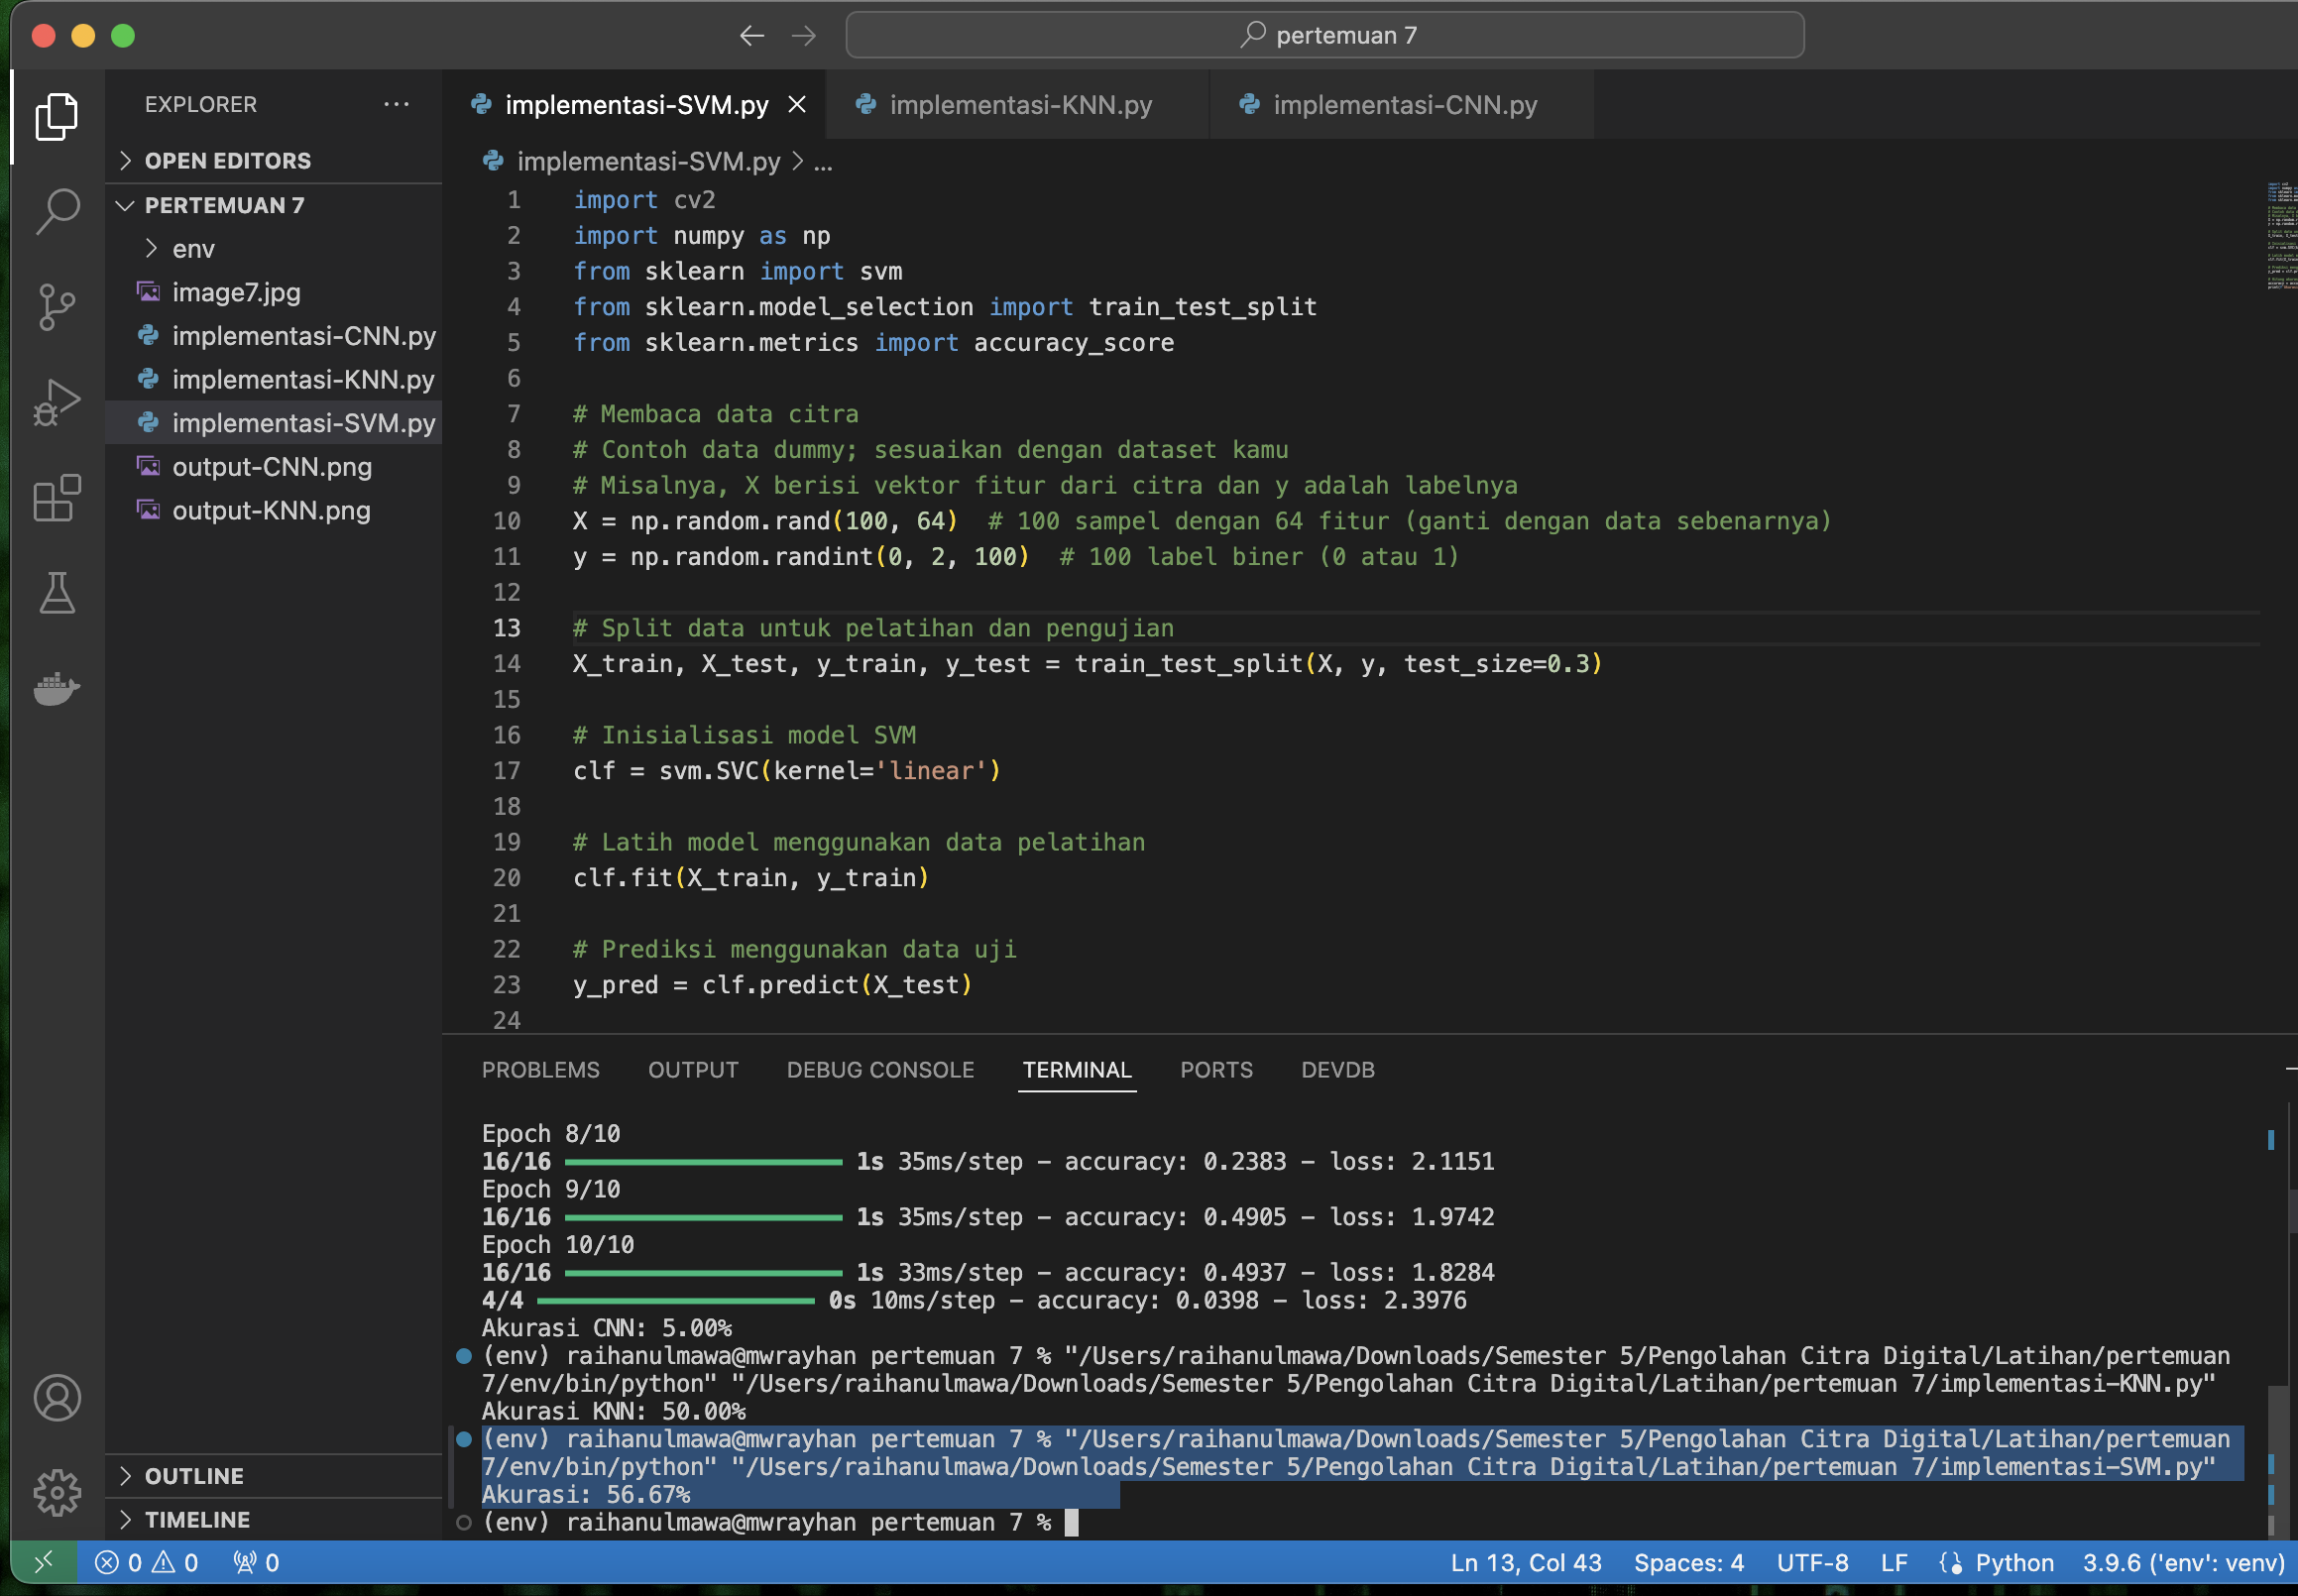 pertemuan 7
EXPLORER
OPEN EDITORS
PERTEMUAN 7
env
image7.jpg
implementasi-CNN.py
implementasi-KNN.py
implementasi-SVM.py
output-CNN.png
output-KNN.png
OUTLINE
TIMELINE
implementasi-SVM.py
implementasi-KNN.py
implementasi-CNN.py
implementasi-SVM.py > ...
1 import cv2
2 import numpy as np
3 from sklearn import svm
4 from sklearn.model_selection import train_test_split
5 from sklearn.metrics import accuracy_score
6
7 # Membaca data citra
8 # Contoh data dummy; sesuaikan dengan dataset kamu
9 # Misalnya, X berisi vektor fitur dari citra dan y adalah labelnya
10 X = np.random.rand(100, 64)  # 100 sampel dengan 64 fitur (ganti dengan data sebenarnya)
11 y = np.random.randint(0, 2, 100)  # 100 label biner (0 atau 1)
12
13 # Split data untuk pelatihan dan pengujian
14 X_train, X_test, y_train, y_test = train_test_split(X, y, test_size=0.3)
15
16 # Inisialisasi model SVM
17 clf = svm.SVC(kernel='linear')
18
19 # Latih model menggunakan data pelatihan
20 clf.fit(X_train, y_train)
21
22 # Prediksi menggunakan data uji
23 y_pred = clf.predict(X_test)
24
PROBLEMS OUTPUT DEBUG CONSOLE TERMINAL PORTS DEVDB
Epoch 8/10
16/16 1s 35ms/step - accuracy: 0.2383 - loss: 2.1151
Epoch 9/10
16/16 1s 35ms/step - accuracy: 0.4905 - loss: 1.9742
Epoch 10/10
16/16 1s 33ms/step - accuracy: 0.4937 - loss: 1.8284
4/4 0s 10ms/step - accuracy: 0.0398 - loss: 2.3976
Akurasi CNN: 5.00%
(env) raihanulmawa@mwrayhan pertemuan 7 % "/Users/raihanulmawa/Downloads/Semester 5/Pengolahan Citra Digital/Latihan/pertemuan
7/env/bin/python" "/Users/raihanulmawa/Downloads/Semester 5/Pengolahan Citra Digital/Latihan/pertemuan 7/implementasi-KNN.py"
Akurasi KNN: 50.00%
(env) raihanulmawa@mwrayhan pertemuan 7 % "/Users/raihanulmawa/Downloads/Semester 5/Pengolahan Citra Digital/Latihan/pertemuan
7/env/bin/python" "/Users/raihanulmawa/Downloads/Semester 5/Pengolahan Citra Digital/Latihan/pertemuan 7/implementasi-SVM.py"
Akurasi: 56.67%
(env) raihanulmawa@mwrayhan pertemuan 7 %
0 0 0 Ln 13, Col 43 Spaces: 4 UTF-8 LF Python 3.9.6 ('env': venv)